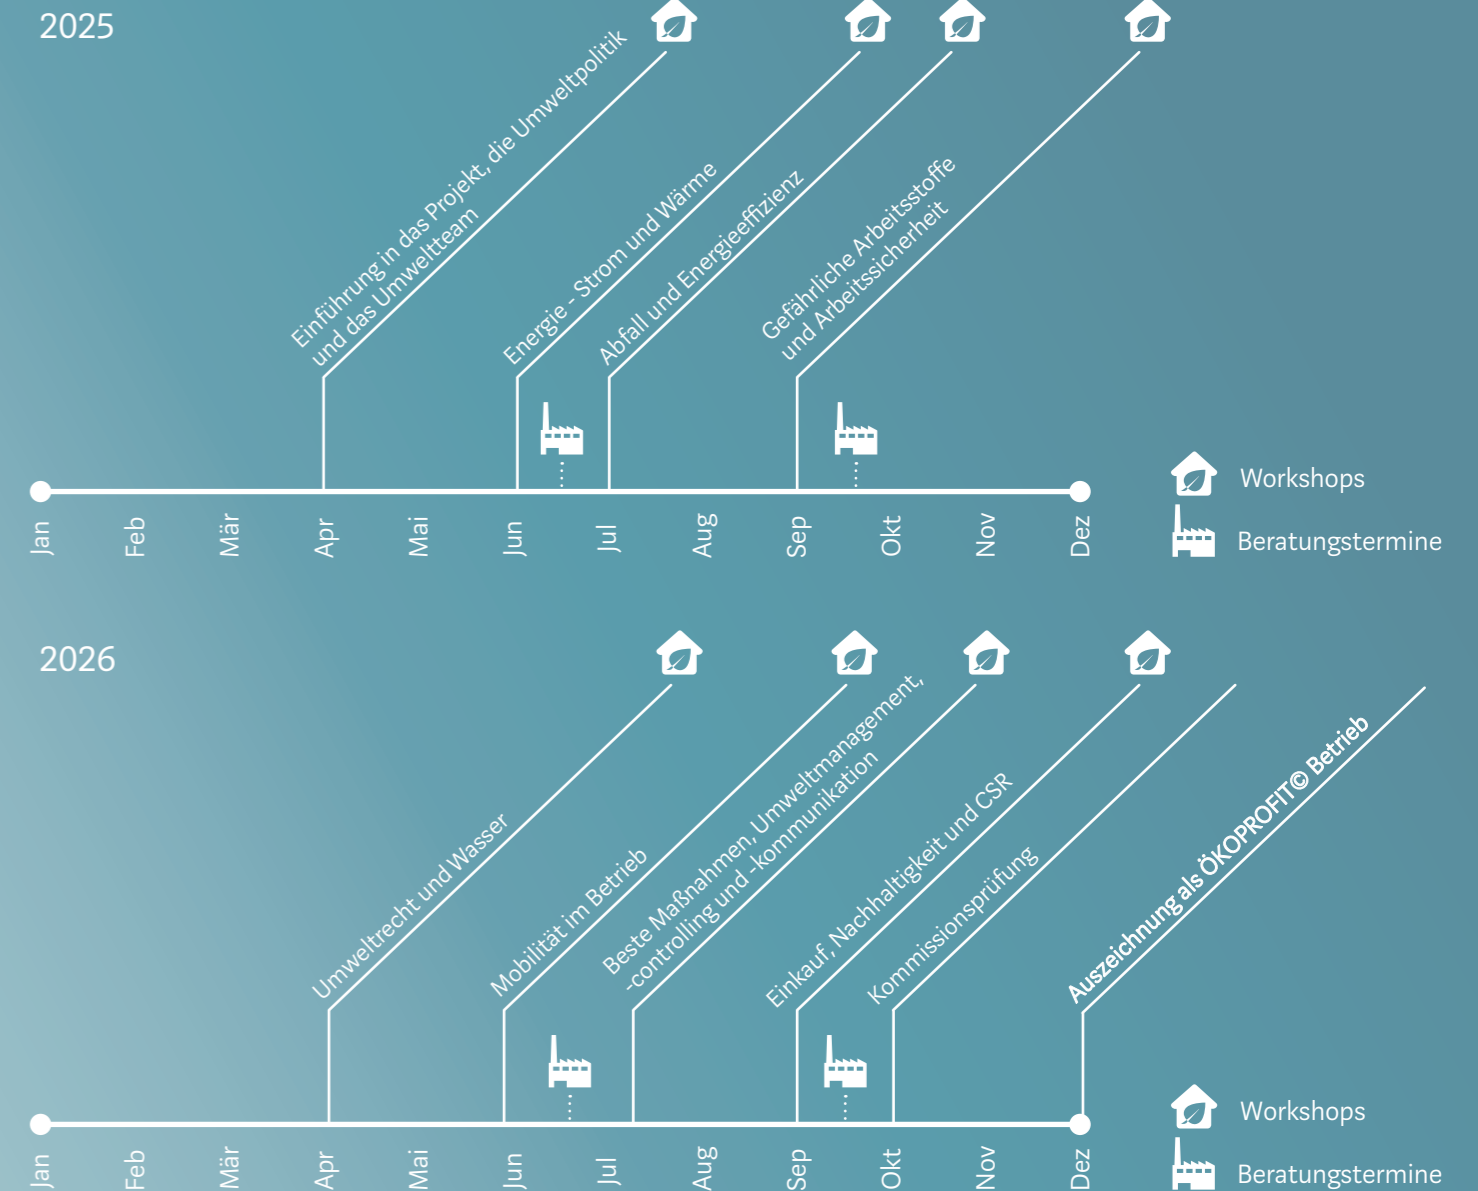 2025
Einführung in das Projekt, die Umweltpolitik
und das Umweltteam
Energie - Strom und Wärme
Abfall und Energieeffizienz
Gefährliche Arbeitsstoffe
und Arbeitssicherheit
Jan
Feb
Mär
Apr
Mai
Jun
Jul
Aug
Sep
Okt
Nov
Dez
Workshops
Beratungstermine
2026
Umweltrecht und Wasser
Mobilität im Betrieb
Beste Maßnahmen, Umweltmanagement,
-controlling und -kommunikation
Einkauf, Nachhaltigkeit und CSR
Kommissionsprüfung
Auszeichnung als ÖKOPROFIT© Betrieb
Jan
Feb
Mär
Apr
Mai
Jun
Jul
Aug
Sep
Okt
Nov
Dez
Workshops
Beratungstermine